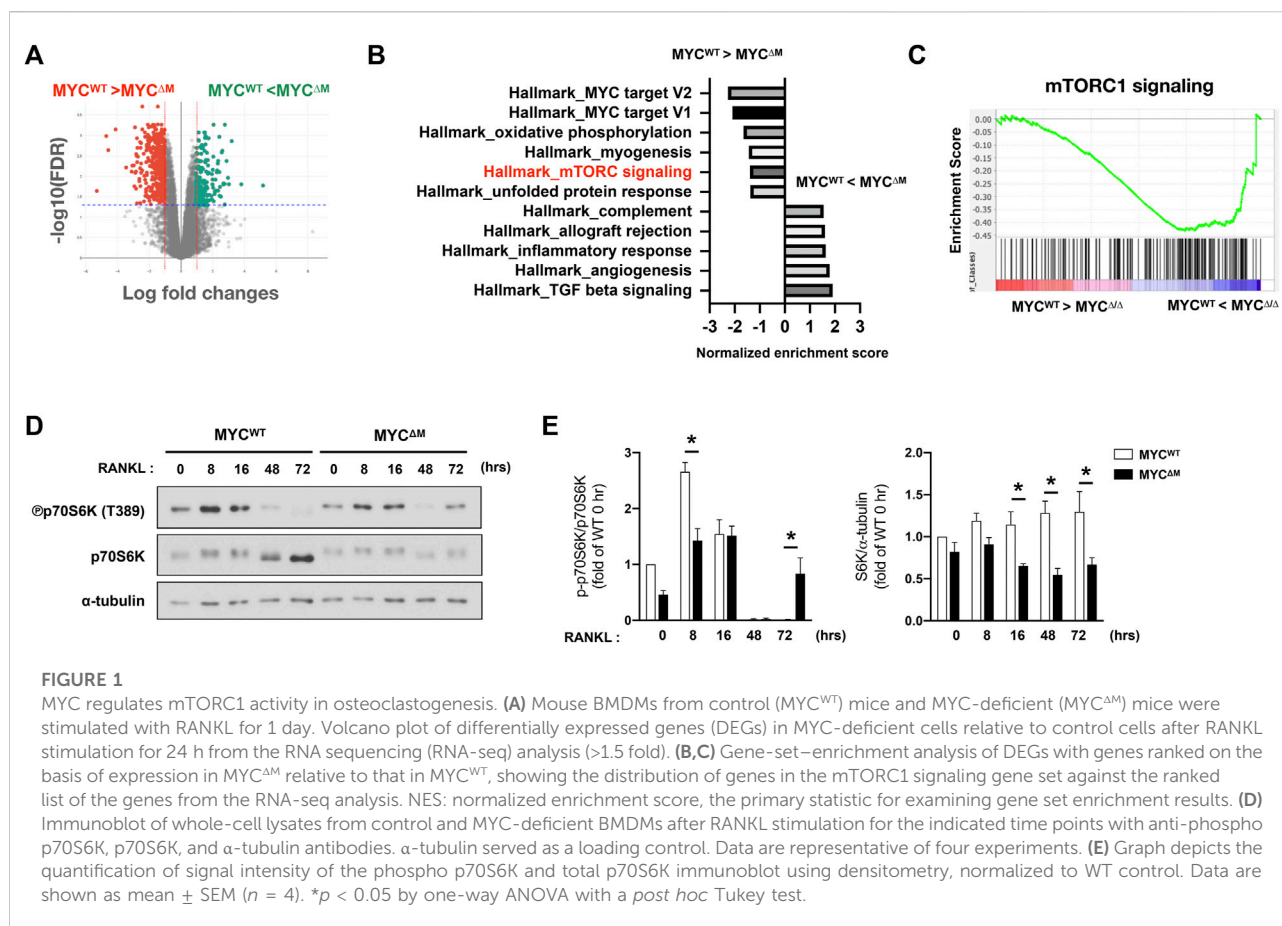 A
MYCWT >MYCΔM
MYCWT <MYCΔM
-log10(FDR)
Log fold changes
B
MYCWT > MYCΔM
Hallmark_MYC target V2
Hallmark_MYC target V1
Hallmark_oxidative phosphorylation
Hallmark_myogenesis
Hallmark_mTORC signaling
Hallmark_unfolded protein response
MYCWT < MYCΔM
Hallmark_complement
Hallmark_allograft rejection
Hallmark_inflammatory response
Hallmark_angiogenesis
Hallmark_TGF beta signaling
-3 -2 -1 0 1 2 3
Normalized enrichment score
C
mTORC1 signaling
Enrichment Score
0.00
-0.05
-0.10
-0.15
-0.20
-0.25
-0.30
-0.35
-0.40
-0.45
MYCWT > MYCΔ/Δ
MYCWT < MYCΔ/Δ
D
MYCWT MYCΔM
RANKL : 0 8 16 48 72 0 8 16 48 72 (hrs)
℗p70S6K (T389)
p70S6K
α-tubulin
E
p-p70S6K/p70S6K
(fold of WT 0 hr)
3
2
1
0
* *
RANKL : 0 8 16 48 72 (hrs)
S6K/α-tubulin
(fold of WT 0 hr)
2.0
1.5
1.0
0.5
0.0
* * *
0 8 16 48 72 (hrs)
MYCWT
MYCΔM
FIGURE 1
MYC regulates mTORC1 activity in osteoclastogenesis. (A) Mouse BMDMs from control (MYCWT) mice and MYC-deficient (MYCΔM) mice were
stimulated with RANKL for 1 day. Volcano plot of differentially expressed genes (DEGs) in MYC-deficient cells relative to control cells after RANKL
stimulation for 24 h from the RNA sequencing (RNA-seq) analysis (>1.5 fold). (B,C) Gene-set–enrichment analysis of DEGs with genes ranked on the
basis of expression in MYCΔM relative to that in MYCWT, showing the distribution of genes in the mTORC1 signaling gene set against the ranked
list of the genes from the RNA-seq analysis. NES: normalized enrichment score, the primary statistic for examining gene set enrichment results. (D)
Immunoblot of whole-cell lysates from control and MYC-deficient BMDMs after RANKL stimulation for the indicated time points with anti-phospho
p70S6K, p70S6K, and α-tubulin antibodies. α-tubulin served as a loading control. Data are representative of four experiments. (E) Graph depicts the
quantification of signal intensity of the phospho p70S6K and total p70S6K immunoblot using densitometry, normalized to WT control. Data are
shown as mean ± SEM (n = 4). *p < 0.05 by one-way ANOVA with a post hoc Tukey test.